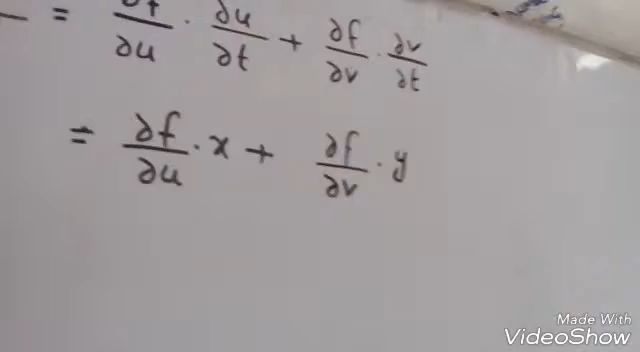 = ∂f/∂u · ∂u/∂t + ∂f/∂v · ∂v/∂t
= ∂f/∂u · x + ∂f/∂v · y
Made With
VideoShow